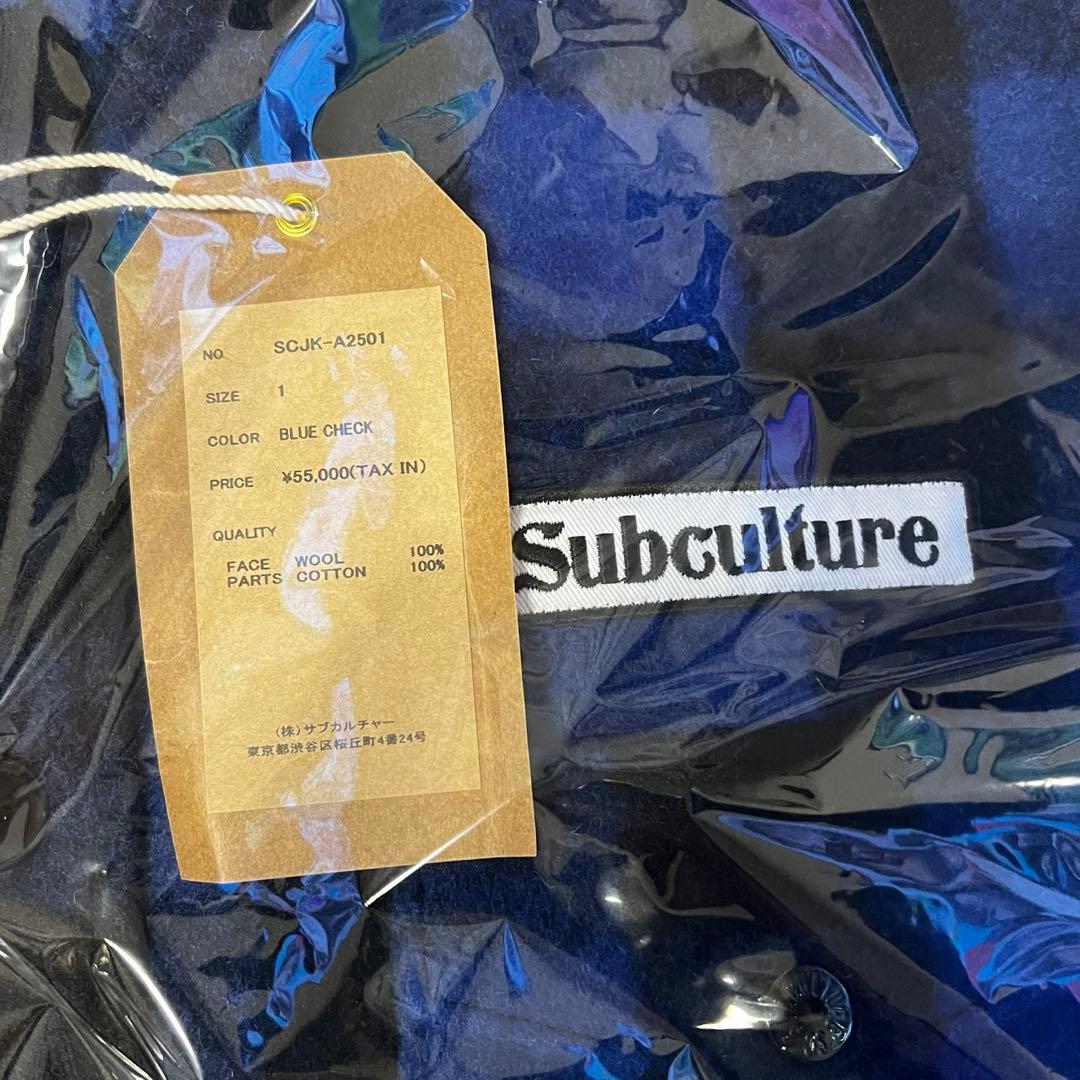 NO SCJK-A2501
SIZE 1
COLOR BLUE CHECK
PRICE ¥55,000(TAX IN)
QUALITY
FACE WOOL 100%
PARTS COTTON 100%
(株)サブカルチャー
東京都渋谷区桜丘町4番24号
Subculture